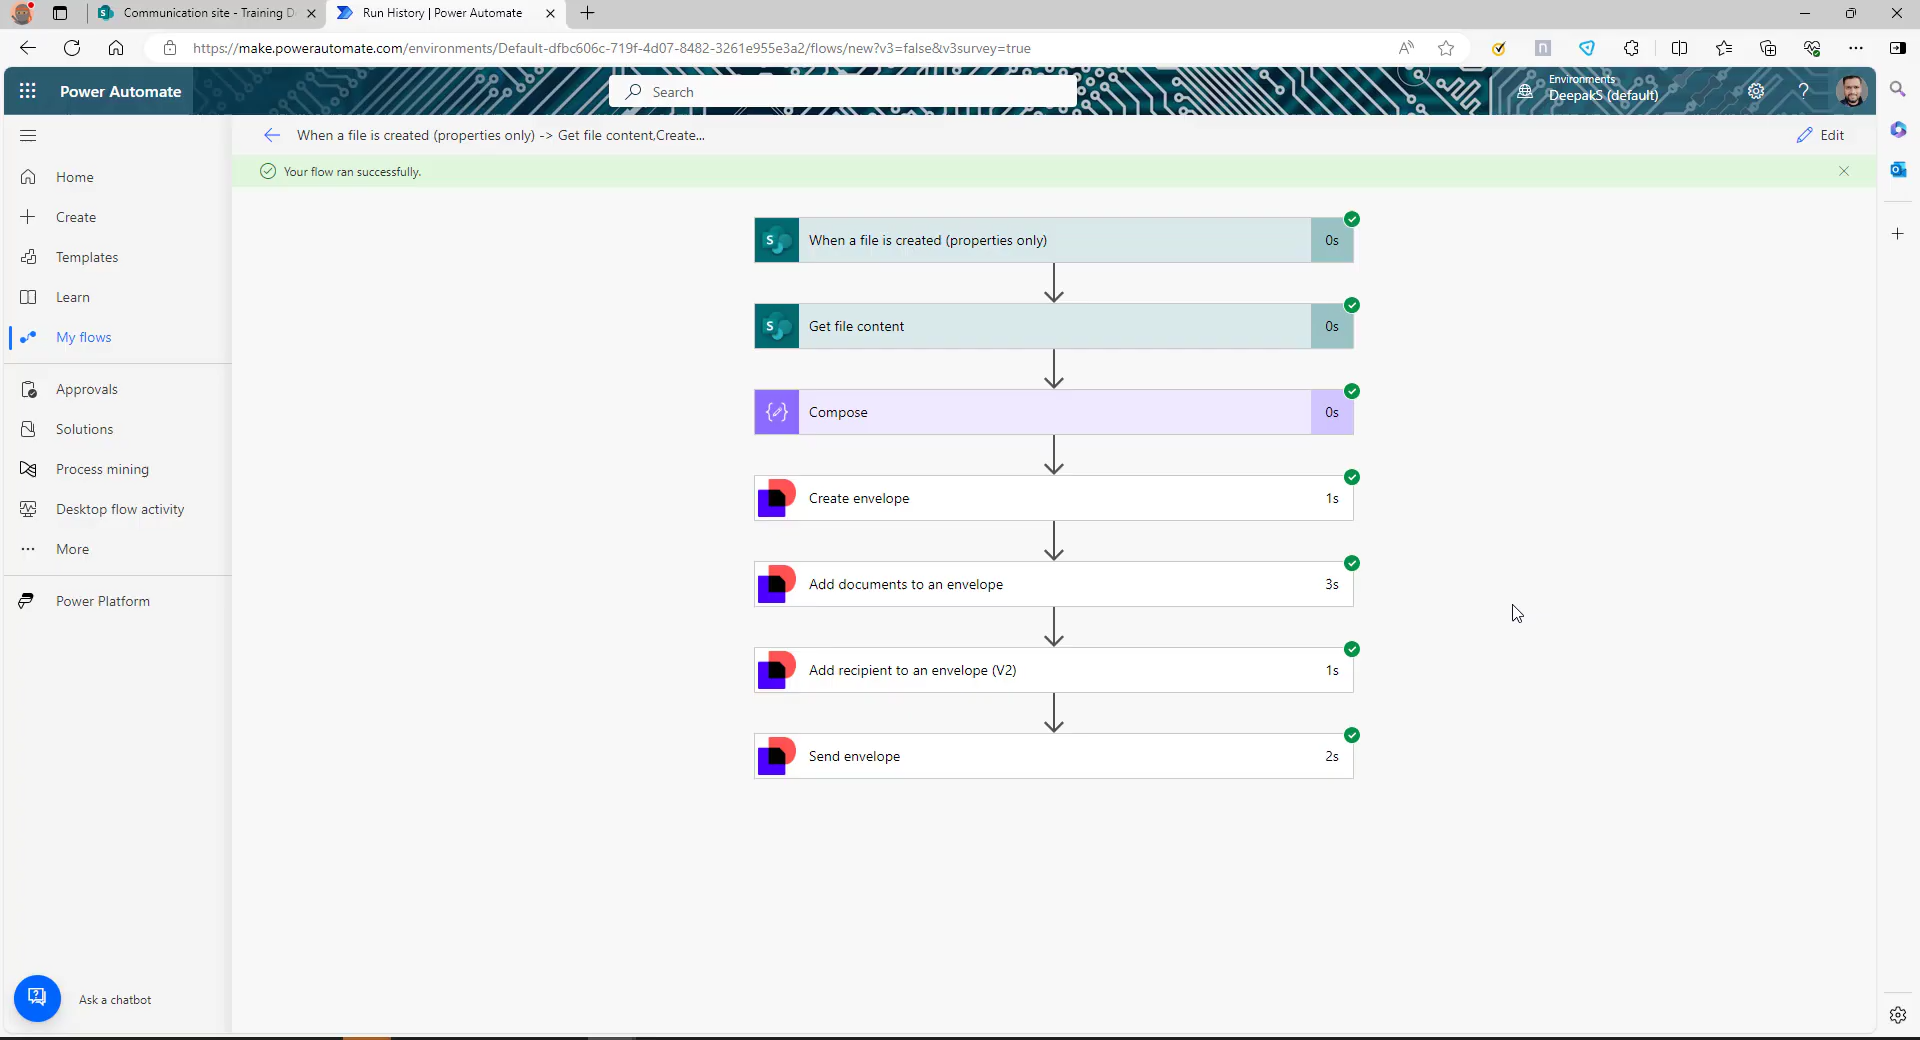 Communication site - Training D
Run History | Power Automate
https://make.powerautomate.com/environments/Default-dfbc606c-719f-4d07-8482-3261e955e3a2/flows/new?v3=false&v3survey=true
Power Automate
Search
Environments
DeepakS (default)
When a file is created (properties only) -> Get file content,Create...
Edit
Your flow ran successfully.
Home
Create
Templates
Learn
My flows
Approvals
Solutions
Process mining
Desktop flow activity
More
Power Platform
Ask a chatbot
When a file is created (properties only) 0s
Get file content 0s
Compose 0s
Create envelope 1s
Add documents to an envelope 3s
Add recipient to an envelope (V2) 1s
Send envelope 2s